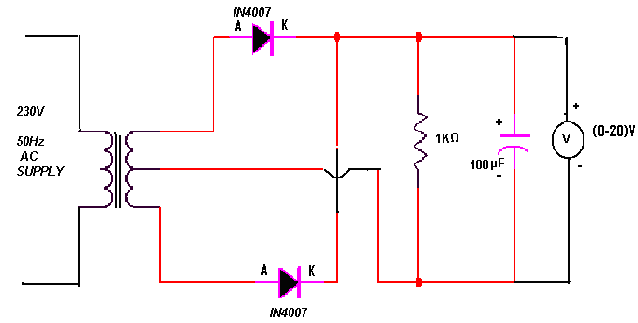 IN4007
A K
230V
50Hz
AC
SUPPLY
1KΩ
+
100µF
-
+
V
(0-20)V
-
A K
IN4007